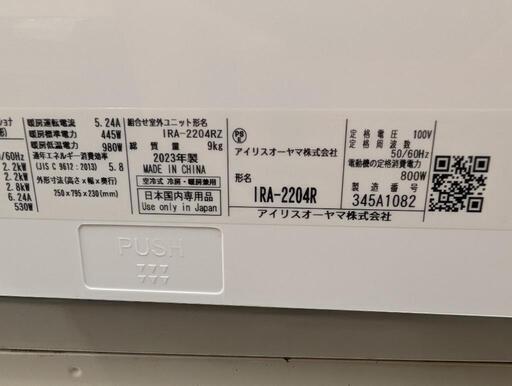 ョナ
形)
/60Hz
2.2kW
2.2kW
2.8kW
6.24A
530W
暖房運転電流 5.24A
暖房標準電力 445W
暖房低温電力 980W
通年エネルギー消費効率
(JIS C 9612:2013) 5.8
外形寸法(高さ×幅×奥行)
250×795×230(mm)
組合せ室外ユニット形名
IRA-2204RZ
総質量 9kg
2023年製
MADE IN CHINA
空冷式 冷房・暖房兼用
日本国内専用品
Use only in Japan
PSE
アイリスオーヤマ株式会社
形名
IRA-2204R
アイリスオーヤマ株式会社
定格電圧 100V
定格周波数 50/60Hz
電動機の定格消費電力
800W
345A1082
PUSH